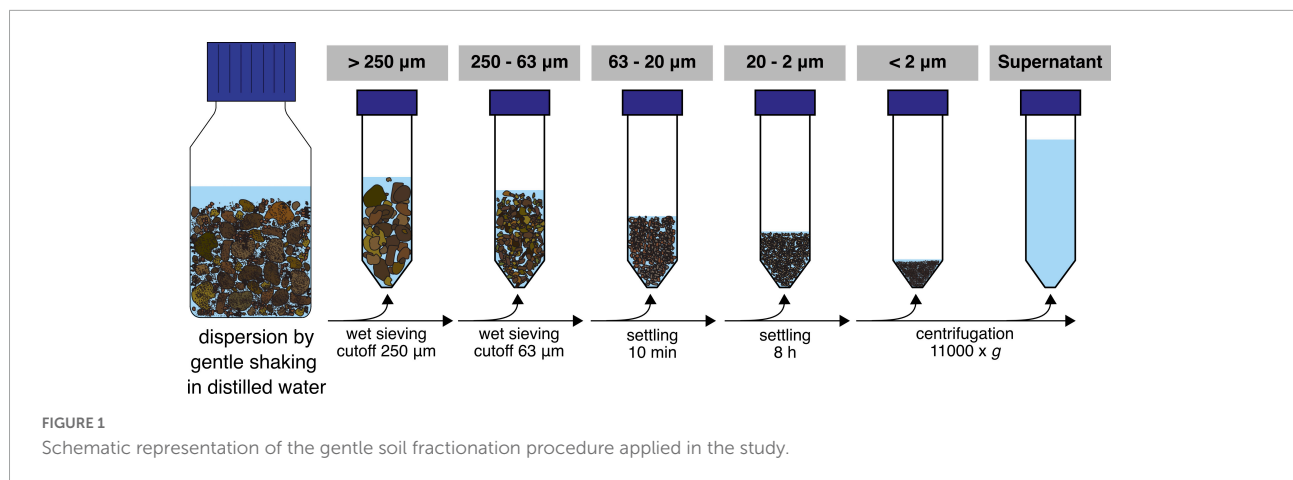 > 250 µm
250 - 63 µm
63 - 20 µm
20 - 2 µm
< 2 µm
Supernatant
dispersion by
gentle shaking
in distilled water
wet sieving
cutoff 250 µm
wet sieving
cutoff 63 µm
settling
10 min
settling
8 h
centrifugation
11000 x g
FIGURE 1
Schematic representation of the gentle soil fractionation procedure applied in the study.